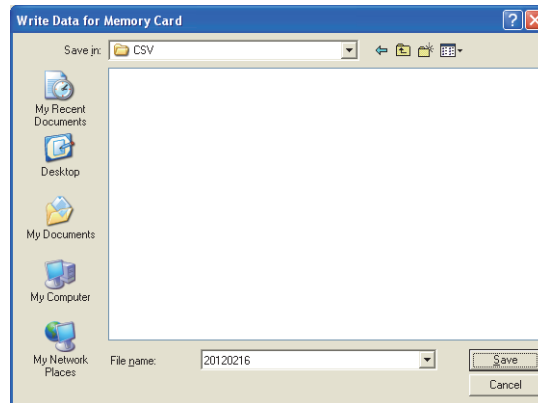 Write Data for Memory Card
Save in:
CSV
My Recent
Documents
Desktop
My Documents
My Computer
My Network
Places
File name:
20120216
Save
Cancel